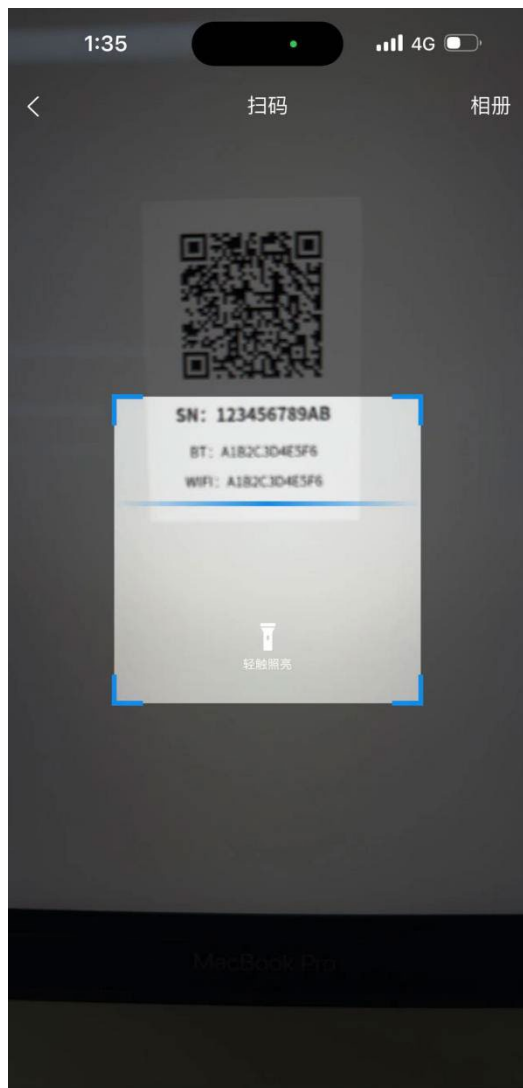 1:35 4G
扫码 相册
SN: 123456789AB
BT: A1B2C3D4E5F6
WIFI: A1B2C3D4E5F6
轻触照亮
MacBook Pro